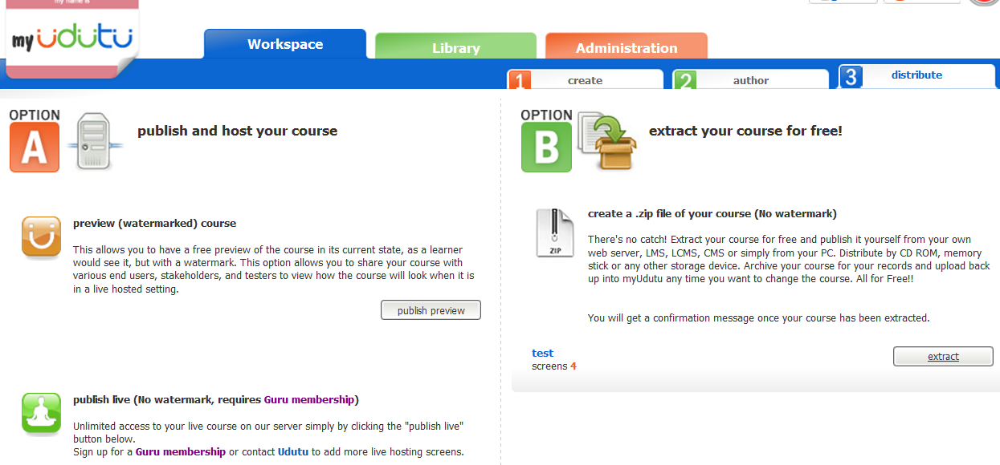 my name is
my udutu
Workspace
Library
Administration
1 create
2 author
3 distribute
OPTION
A
publish and host your course
preview (watermarked) course
This allows you to have a free preview of the course in its current state, as a learner
would see it, but with a watermark. This option allows you to share your course with
various end users, stakeholders, and testers to view how the course will look when it is
in a live hosted setting.
publish preview
publish live (No watermark, requires Guru membership)
Unlimited access to your live course on our server simply by clicking the "publish live"
button below.
Sign up for a Guru membership or contact Udutu to add more live hosting screens.
OPTION
B
extract your course for free!
ZIP
create a .zip file of your course (No watermark)
There's no catch! Extract your course for free and publish it yourself from your own
web server, LMS, LCMS, CMS or simply from your PC. Distribute by CD ROM, memory
stick or any other storage device. Archive your course for your records and upload back
up into myUdutu any time you want to change the course. All for Free!!
You will get a confirmation message once your course has been extracted.
test
screens 4
extract